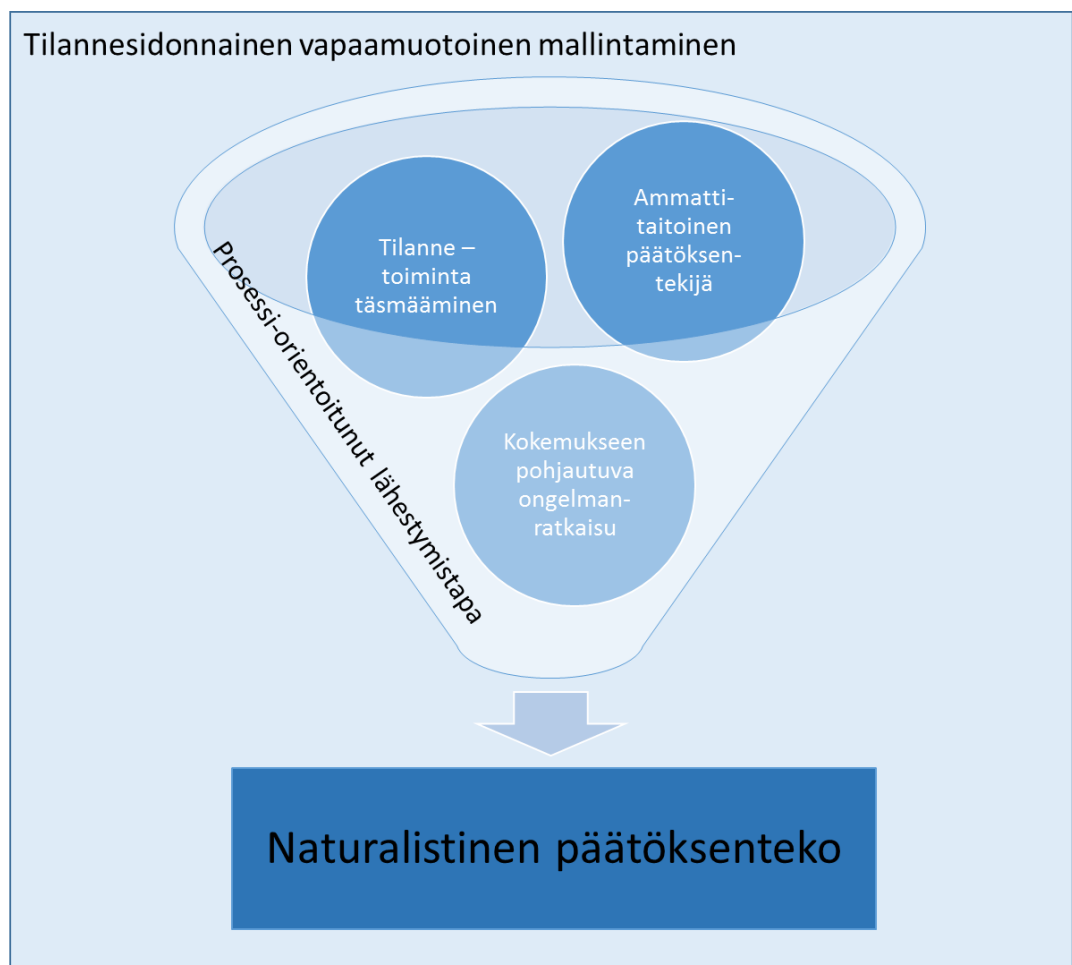 Tilannesidonnainen vapaamuotoinen mallintaminen
Ammatti-
taitoinen
päätöksen-
tekijä
Tilanne –
toiminta
täsmääminen
Prosessi-orientoitunut lähestymistapa
Kokemukseen
pohjautuva
ongelman-
ratkaisu
Naturalistinen päätöksenteko